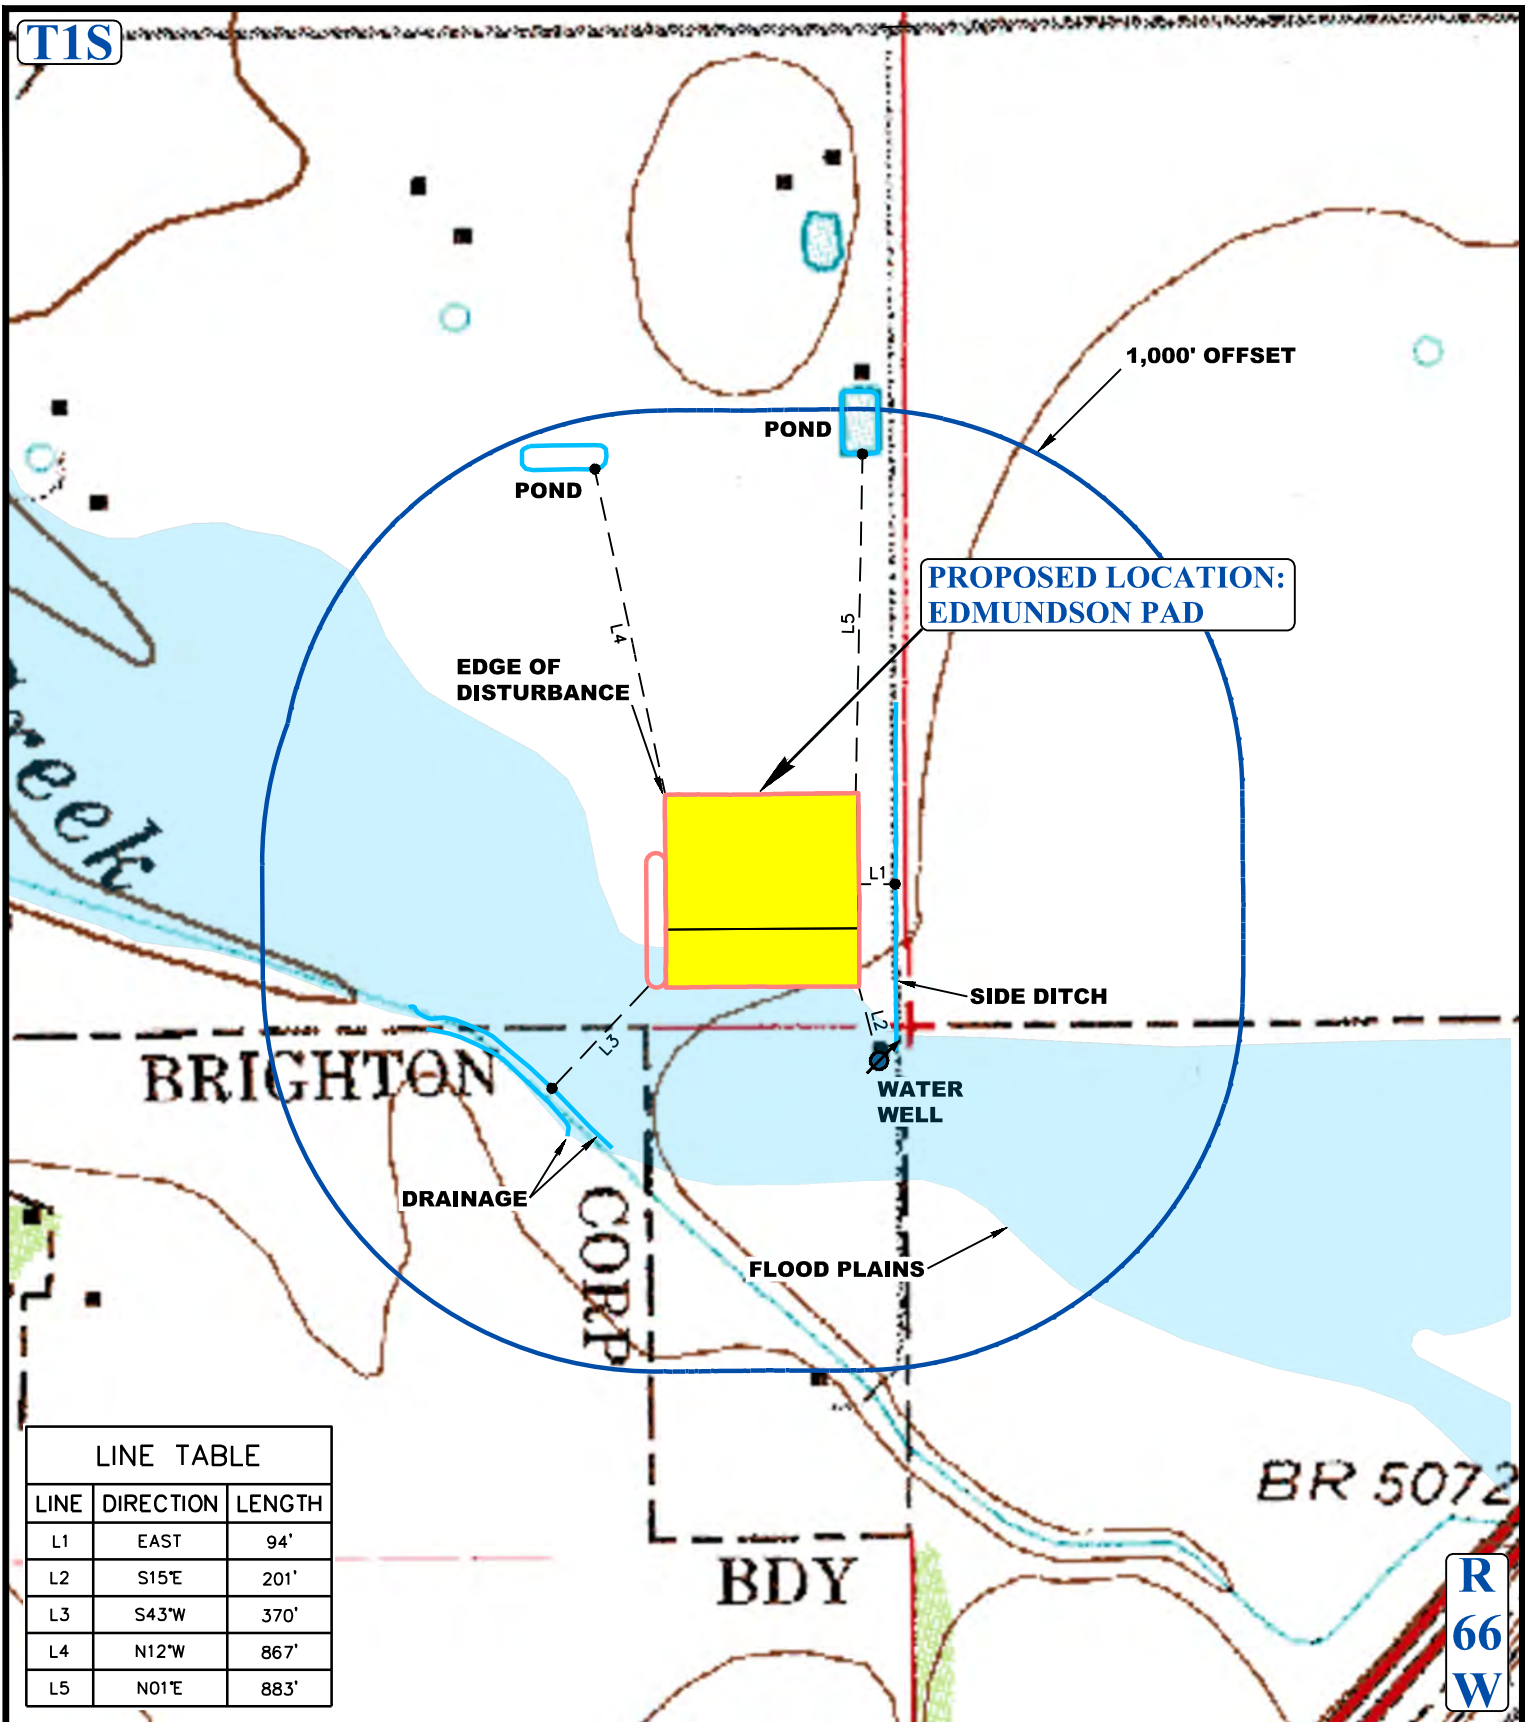 T1S
1,000' OFFSET
POND
POND
PROPOSED LOCATION:
EDMUNDSON PAD
L4
L5
EDGE OF
DISTURBANCE
reek
L1
SIDE DITCH
L2
L3
BRIGHTON
WATER
WELL
DRAINAGE
CORP
FLOOD PLAINS
BR 5072
BDY
LINE TABLE
LINE DIRECTION LENGTH
L1 EAST 94'
L2 S15°E 201'
L3 S43°W 370'
L4 N12°W 867'
L5 N01°E 883'
R
66
W